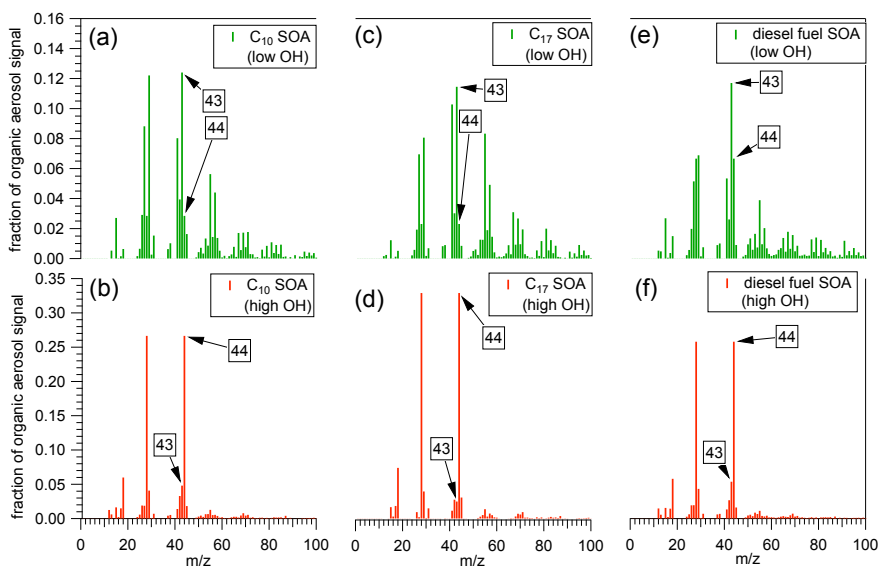 fraction of organic aerosol signal
0.16
0.14
0.12
0.10
0.08
0.06
0.04
0.02
0.00
(a)
C10 SOA
(low OH)
43
44
(c)
C17 SOA
(low OH)
43
44
(e)
diesel fuel SOA
(low OH)
43
44
fraction of organic aerosol signal
0.35
0.30
0.25
0.20
0.15
0.10
0.05
0.00
(b)
C10 SOA
(high OH)
44
43
0 20 40 60 80 100
m/z
(d)
C17 SOA
(high OH)
44
43
0 20 40 60 80 100
m/z
(f)
diesel fuel SOA
(high OH)
44
43
0 20 40 60 80 100
m/z